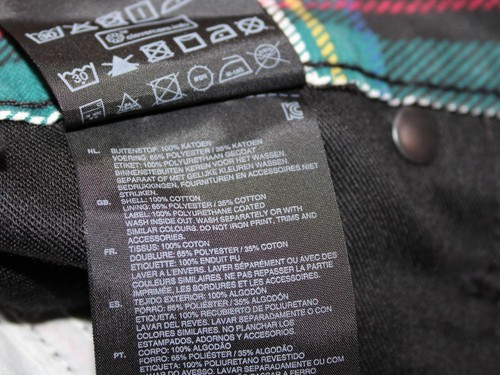 30
NL. BUITENSTOF: 100% KATOEN
VOERING: 65% POLYESTER / 35% KATOEN
ETIKET: 100% POLYURETHAAN GECOAT
BINNENSTEBUITEN KEREN VOOR HET WASSEN.
SEPARAAT OF MET GELIJKE KLEUREN WASSEN.
BEDRUKKINGEN, FOURNITUREN EN ACCESSOIRES
NIET STRIJKEN.
GB. SHELL: 100% COTTON
LINING: 65% POLYESTER / 35% COTTON
LABEL: 100% POLYURETHANE COATED
WASH INSIDE OUT. WASH SEPARATELY OR WITH
SIMILAR COLOURS. DO NOT IRON PRINT, TRIMS AND
ACCESSORIES.
FR. TISSUS: 100% COTON
DOUBLURE: 65% POLYESTER / 35% COTON
ÉTIQUETTE: 100% ENDUIT PU
LAVER A L'ENVERS. LAVER SÉPARÉMENT OU AVEC DES
COLORIS SIMILAIRES. NE PAS REPASSER LA PARTIE
IMPRIMÉE, LES BORDURES ET LES ACCESSOIRES.
ES. TEJIDO EXTERIOR: 100% ALGODÓN
FORRO: 65% POLIÉSTER / 35% ALGODÓN
ETIQUETA: 100% RECUBIERTO DE POLIURETANO
LAVAR DEL REVES. LAVAR SEPARADAMENTE O CON
COLORES SIMILARES. NO PLANCHAR LOS
ESTAMPADOS, ADORNOS Y ACCESORIOS.
PT. CORPO: 100% ALGODÃO
FORRO: 65% POLIÉSTER / 35% ALGODÃO
ETIQUETA: 100% POLIURETANO REVESTIDO
LAVAR DO AVESSO. LAVAR SEPARADAMENTE OU COM